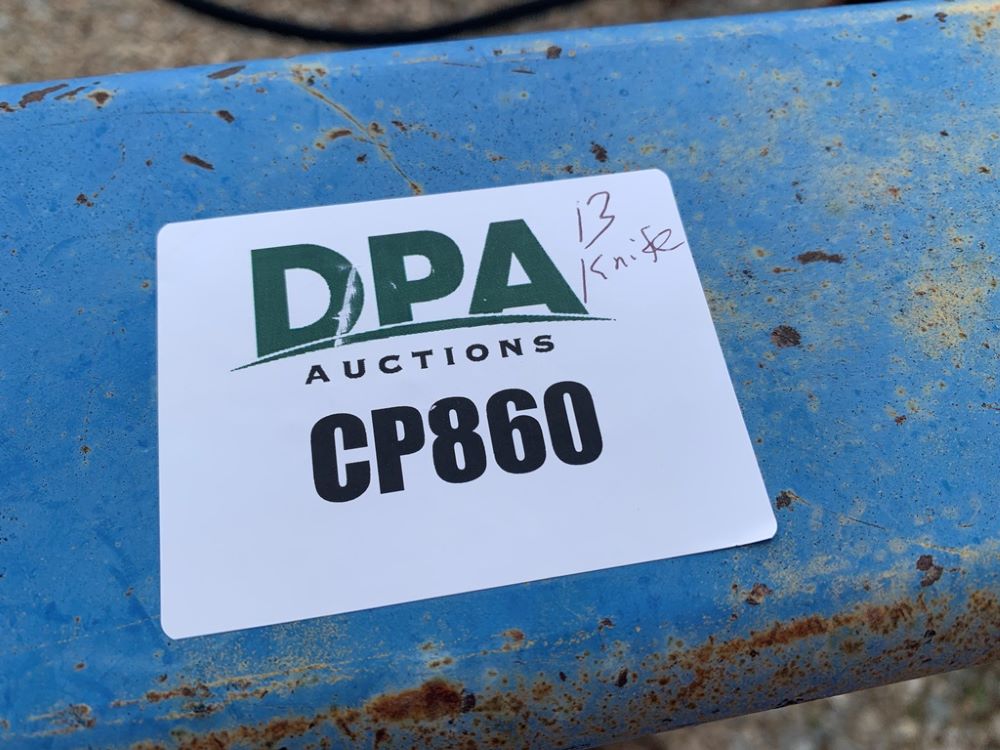 DPA
AUCTIONS
13
Knife
CP860